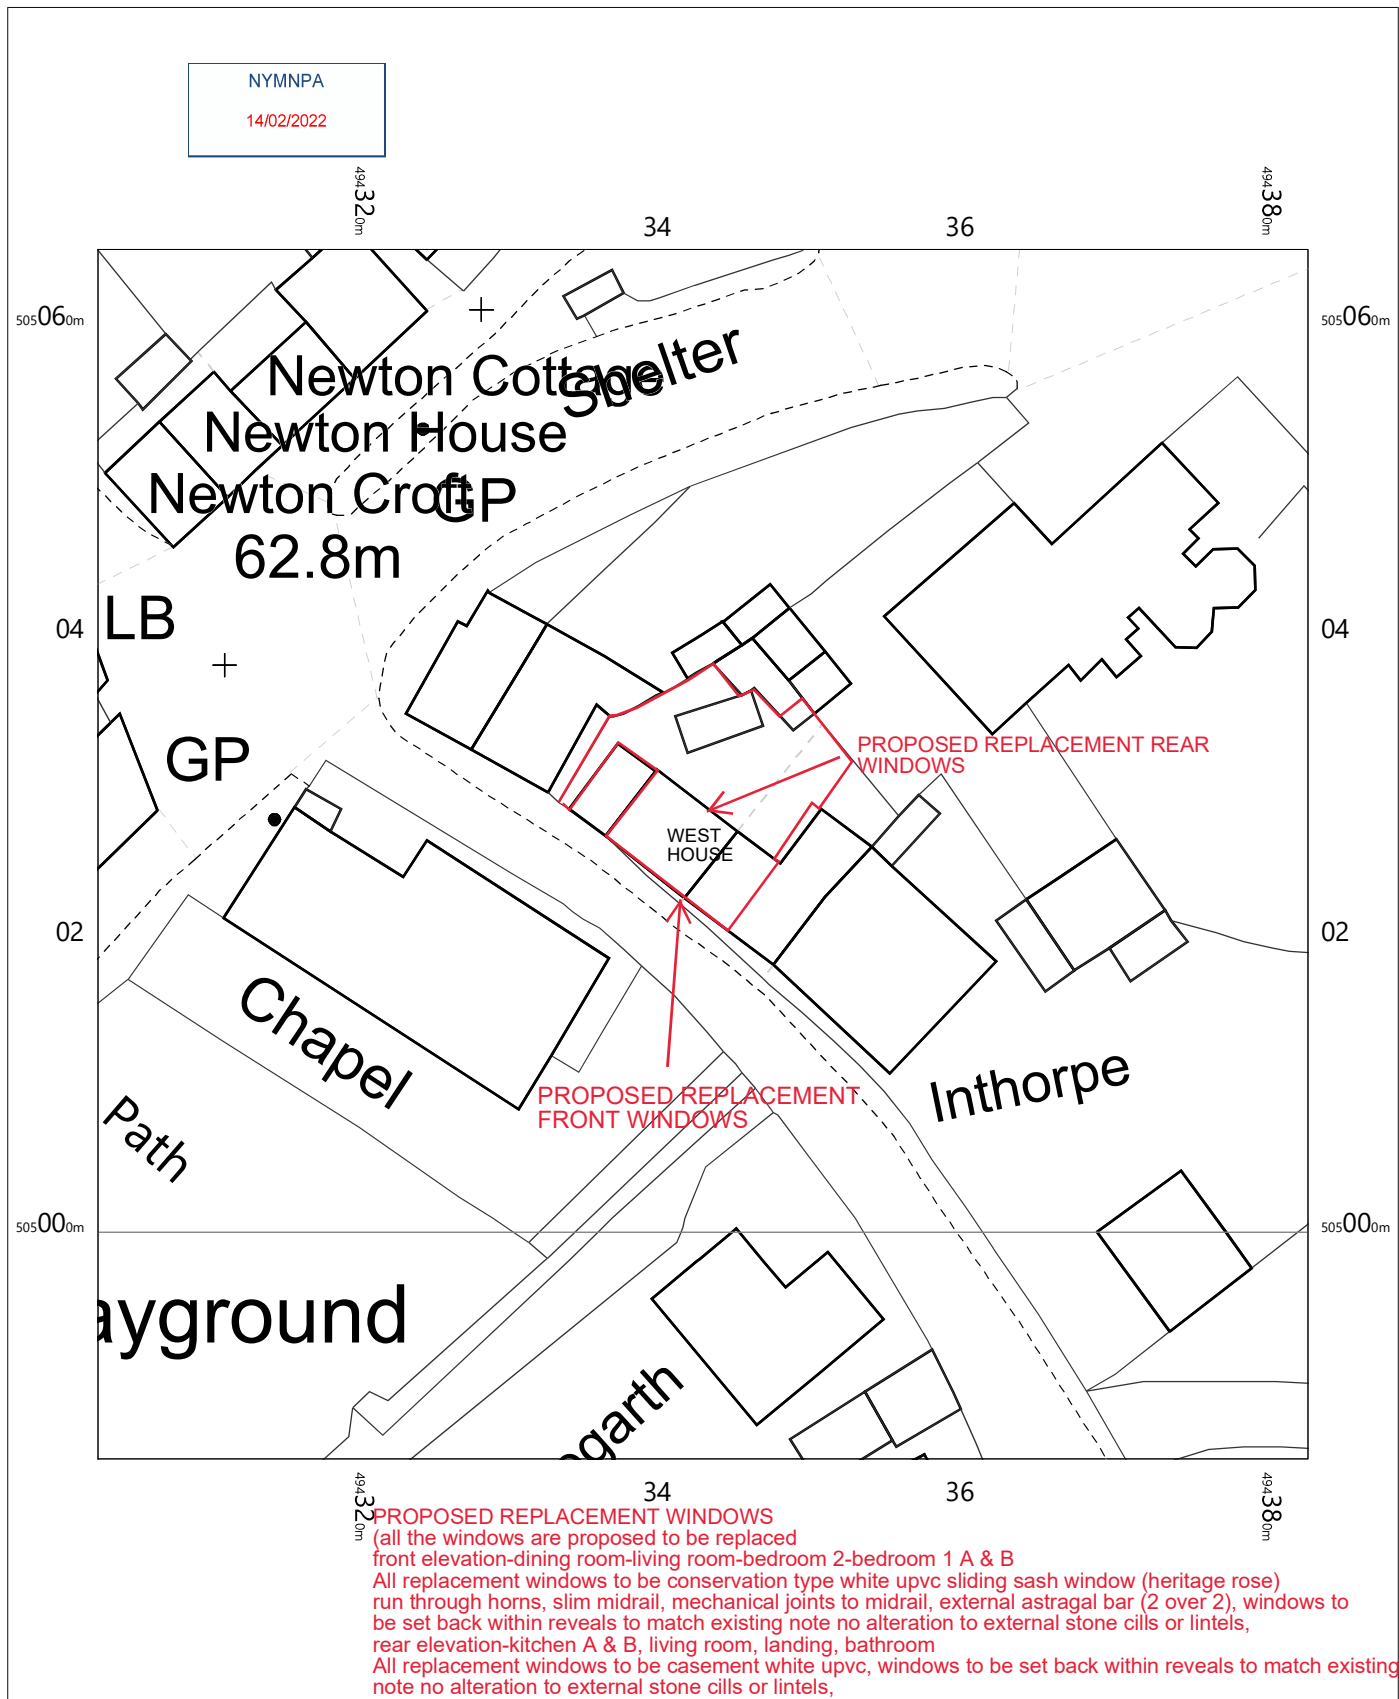 NYMNPA
14/02/2022
494320m
34
36
494380m
505060m
505060m
Newton Cottage
Shelter
Newton House
Newton Croft
GP
62.8m
04
LB
04
GP
PROPOSED REPLACEMENT REAR
WINDOWS
WEST
HOUSE
02
02
Chapel
Inthorpe
PROPOSED REPLACEMENT
FRONT WINDOWS
Path
505000m
505000m
ayground
ogarth
494320m
34
36
494380m
PROPOSED REPLACEMENT WINDOWS
(all the windows are proposed to be replaced
front elevation-dining room-living room-bedroom 2-bedroom 1 A & B
All replacement windows to be conservation type white upvc sliding sash window (heritage rose)
run through horns, slim midrail, mechanical joints to midrail, external astragal bar (2 over 2), windows to
be set back within reveals to match existing note no alteration to external stone cills or lintels,
rear elevation-kitchen A & B, living room, landing, bathroom
All replacement windows to be casement white upvc, windows to be set back within reveals to match existing
note no alteration to external stone cills or lintels,